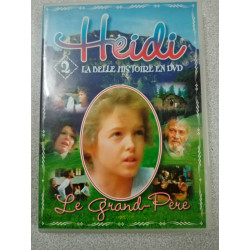 Heidi
2 LA BELLE HISTOIRE EN DVD
Le Grand-Père